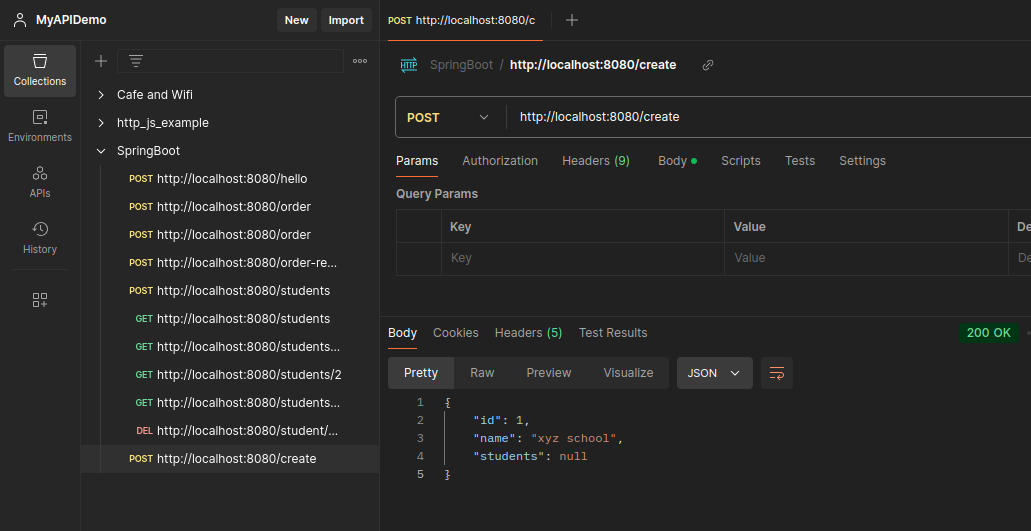 MyAPIDemo New Import
POST http://localhost:8080/c
Collections
Environments
APIs
History
Cafe and Wifi
http_js_example
SpringBoot
POST http://localhost:8080/hello
POST http://localhost:8080/order
POST http://localhost:8080/order
POST http://localhost:8080/order-re...
POST http://localhost:8080/students
GET http://localhost:8080/students
GET http://localhost:8080/students...
GET http://localhost:8080/students/2
GET http://localhost:8080/students...
DEL http://localhost:8080/student/...
POST http://localhost:8080/create
HTTP SpringBoot / http://localhost:8080/create
POST http://localhost:8080/create
Params Authorization Headers (9) Body Scripts Tests Settings
Query Params
Key Value De
Key Value De
Body Cookies Headers (5) Test Results 200 OK
Pretty Raw Preview Visualize JSON
1 {
2 "id": 1,
3 "name": "xyz school",
4 "students": null
5 }